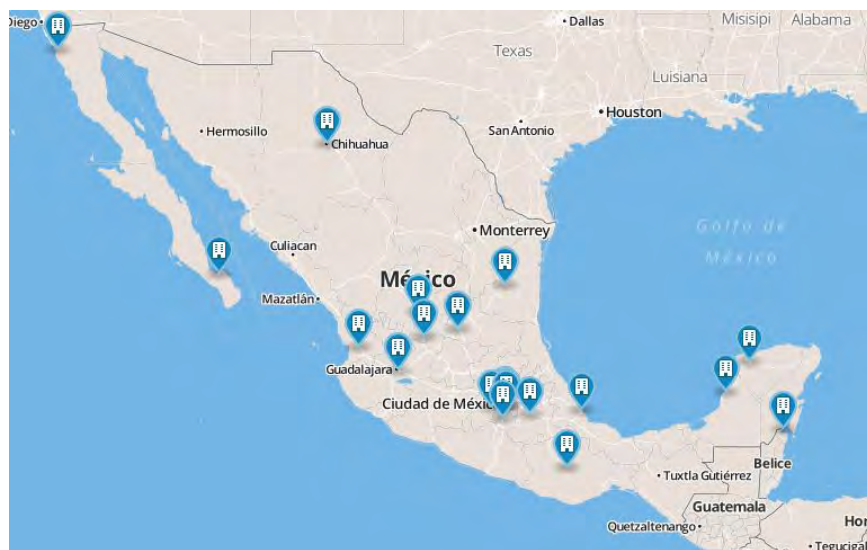 Diego
Dallas
Misisipi
Alabama
Texas
Luisiana
Houston
San Antonio
Hermosillo
Chihuahua
Monterrey
Golfo de
México
Culiacan
México
Mazatlán
Guadalajara
Ciudad de Méxic
Belice
Tuxtla Gutiérrez
Guatemala
Quetzaltenango
Hon
Tegucigal